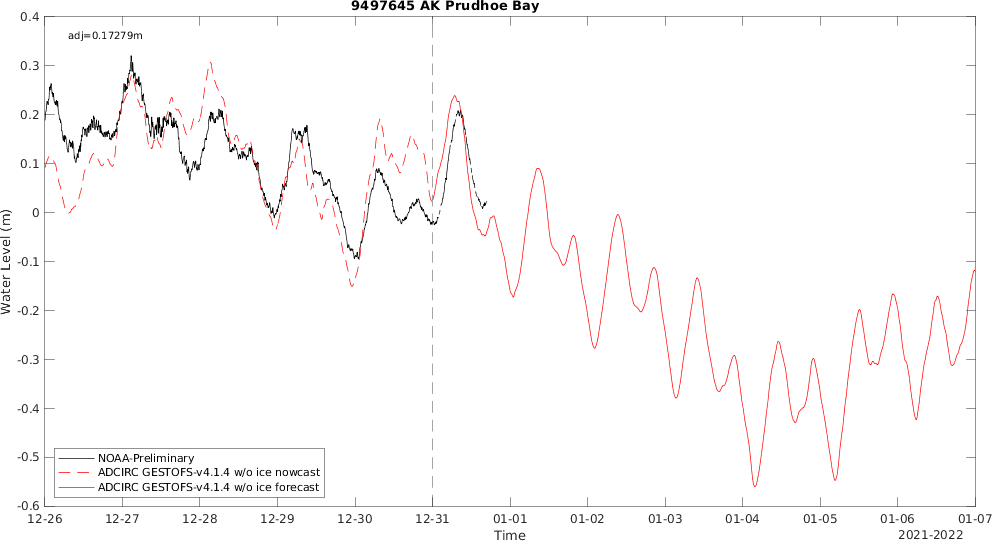 9497645 AK Prudhoe Bay
adj=0.17279m
0.4
0.3
0.2
0.1
0
-0.1
-0.2
-0.3
-0.4
-0.5
-0.6
Water Level (m)
NOAA-Preliminary
ADCIRC GESTOFS-v4.1.4 w/o ice nowcast
ADCIRC GESTOFS-v4.1.4 w/o ice forecast
12-26 12-27 12-28 12-29 12-30 12-31 01-01 01-02 01-03 01-04 01-05 01-06 01-07
Time
2021-2022